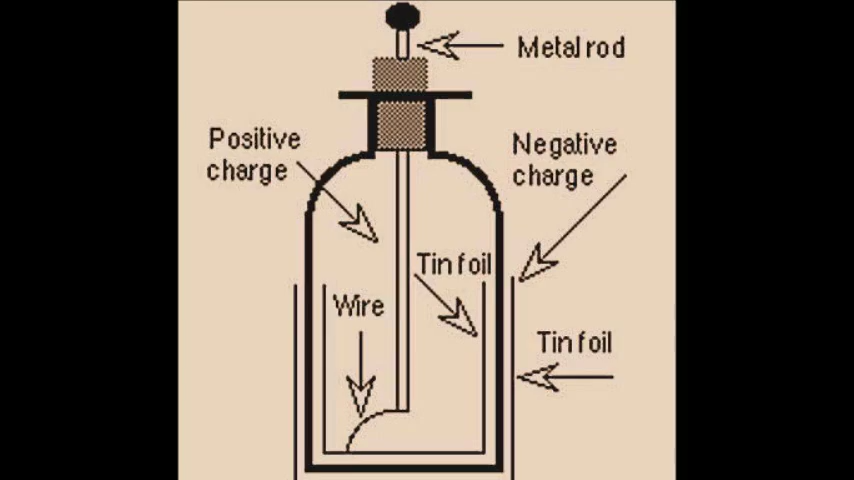 Metal rod
Positive
charge
Negative
charge
Tin foil
Wire
Tin foil